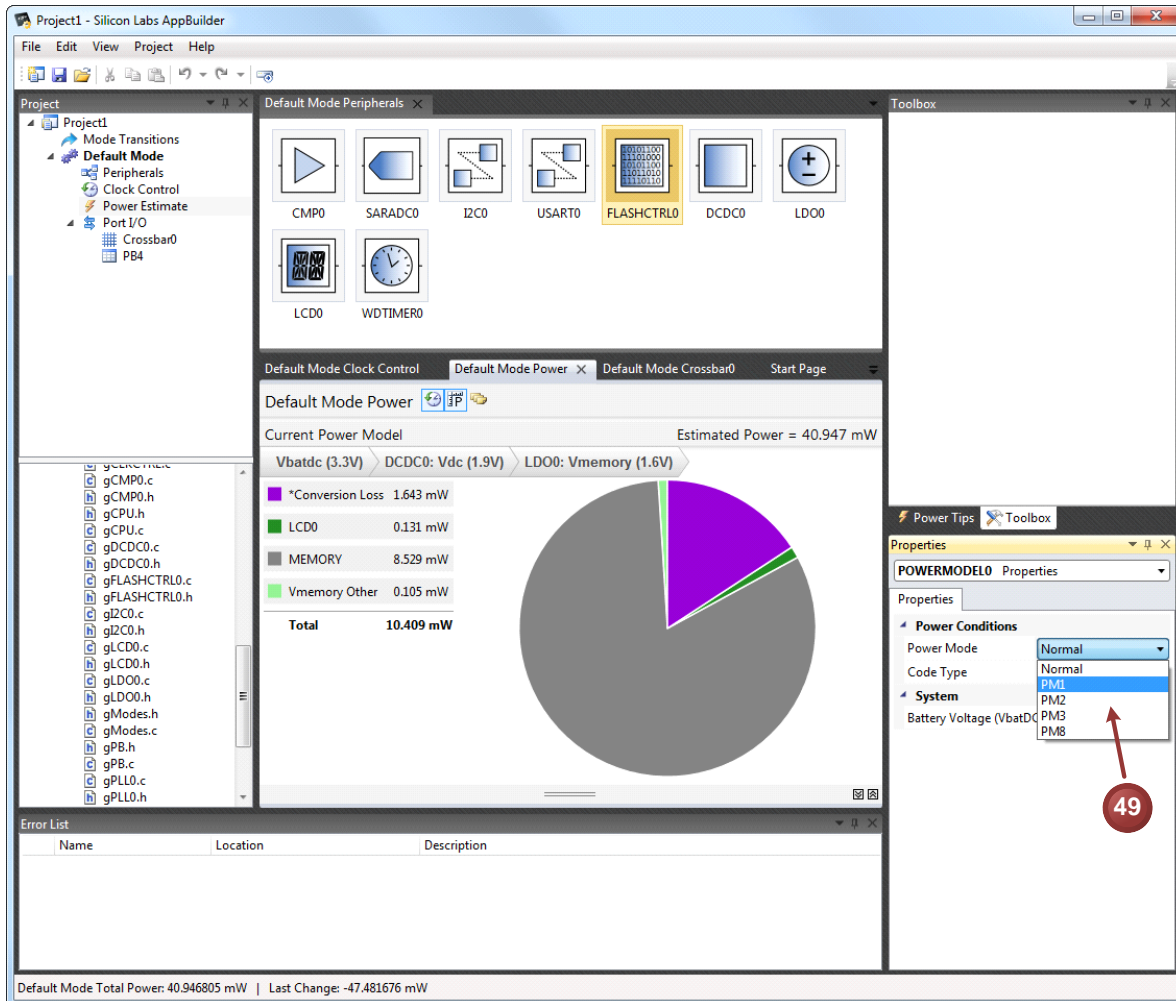 Project1 - Silicon Labs AppBuilder
File Edit View Project Help
Project
Project1
Mode Transitions
Default Mode
Peripherals
Clock Control
Power Estimate
Port I/O
Crossbar0
PB4
gCMP0.c
gCMP0.h
gCPU.h
gCPU.c
gDCDC0.c
gDCDC0.h
gFLASHCTRL0.c
gFLASHCTRL0.h
gI2C0.c
gI2C0.h
gLCD0.c
gLCD0.h
gLDO0.c
gLDO0.h
gModes.h
gModes.c
gPB.h
gPB.c
gPLL0.c
gPLL0.h
Default Mode Peripherals
CMP0 SARADC0 I2C0 USART0 FLASHCTRL0 DCDC0 LDO0
LCD0 WDTIMER0
Default Mode Clock Control Default Mode Power Default Mode Crossbar0 Start Page
Default Mode Power
Current Power Model Estimated Power = 40.947 mW
Vbatdc (3.3V) DCDC0: Vdc (1.9V) LDO0: Vmemory (1.6V)
*Conversion Loss 1.643 mW
LCD0 0.131 mW
MEMORY 8.529 mW
Vmemory Other 0.105 mW
Total 10.409 mW
Toolbox
Power Tips Toolbox
Properties
POWERMODEL0 Properties
Properties
Power Conditions
Power Mode Normal
Code Type
System
Battery Voltage (VbatDC
Normal
PM1
PM2
PM3
PM8
49
Error List
Name Location Description
Default Mode Total Power: 40.946805 mW | Last Change: -47.481676 mW